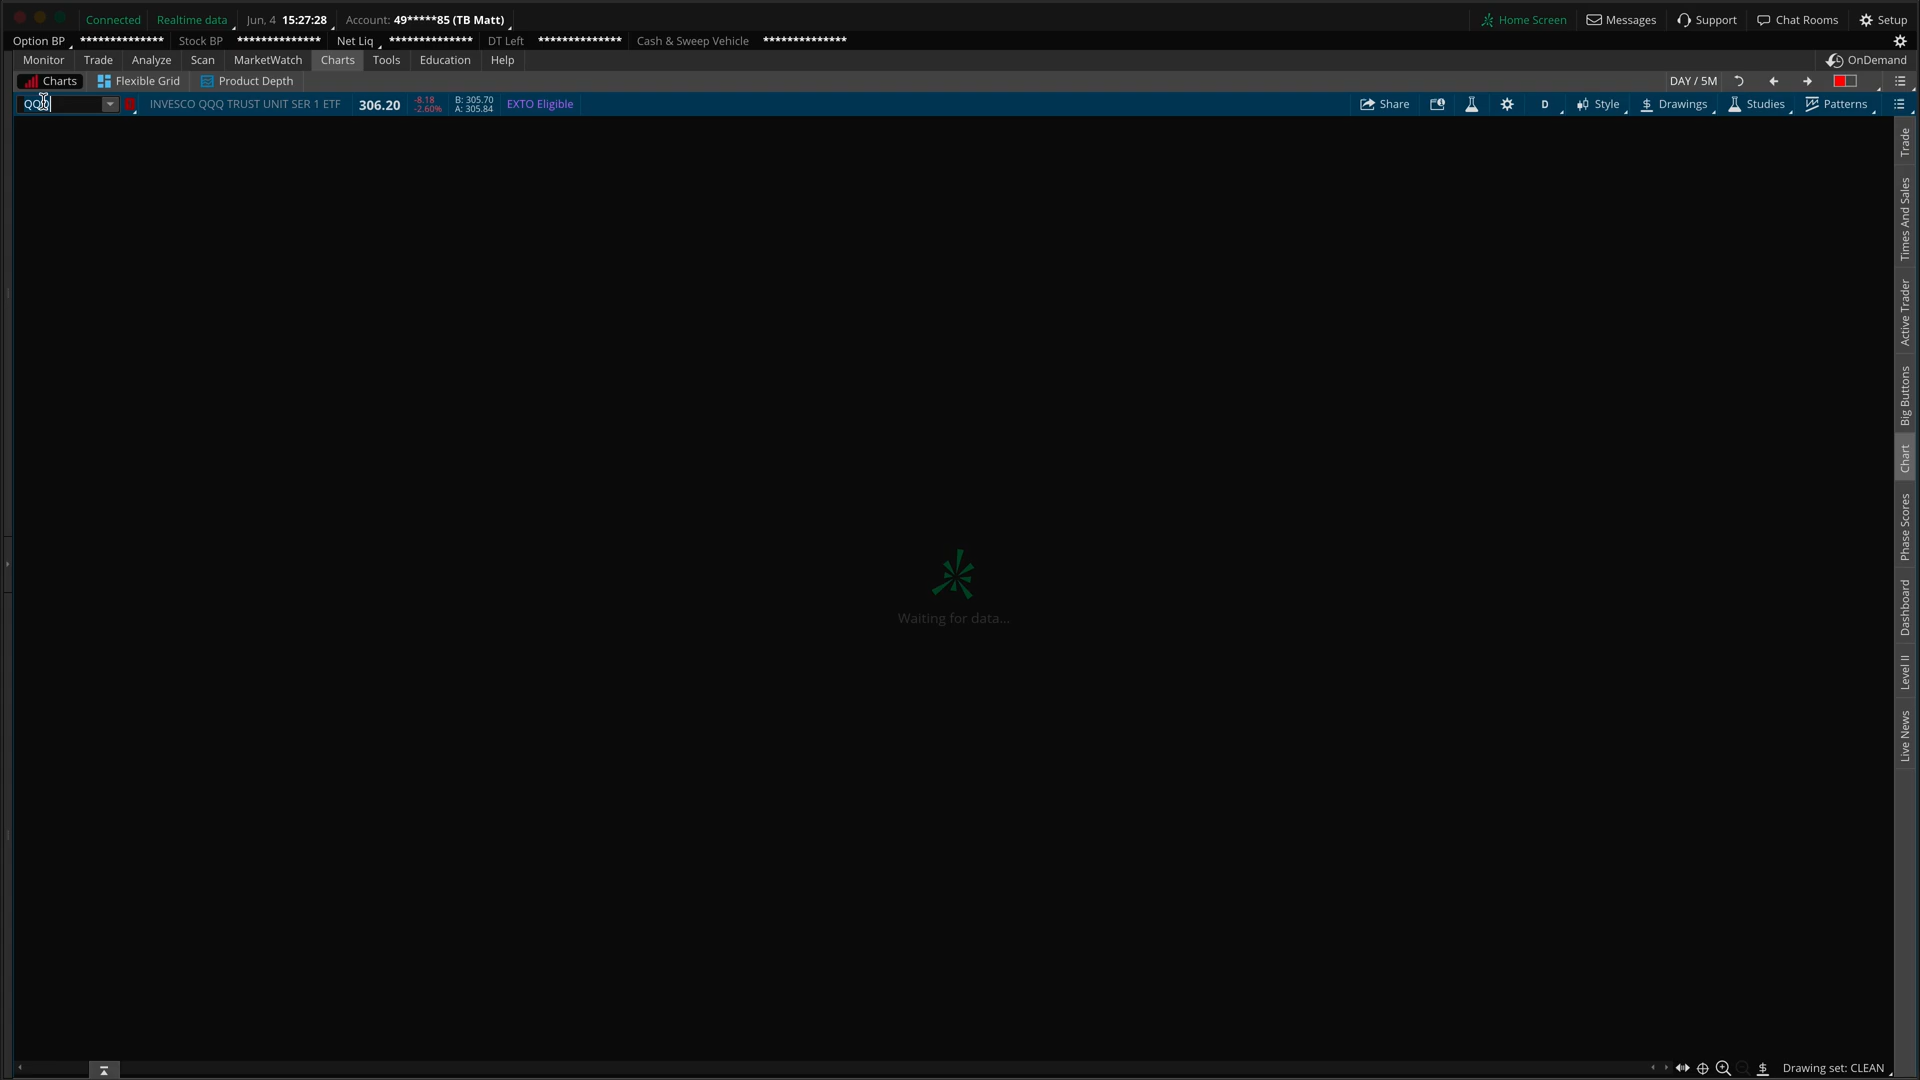 Connected Realtime data Jun, 4 15:27:28 Account: 49*****85 (TB Matt) Home Screen Messages Support Chat Rooms Setup
Option BP ************** Stock BP ************** Net Liq ************** DT Left ************** Cash & Sweep Vehicle **************
Monitor Trade Analyze Scan MarketWatch Charts Tools Education Help OnDemand
Charts Flexible Grid Product Depth DAY / 5M
QQQ INVESCO QQQ TRUST UNIT SER 1 ETF 306.20 -8.18 -2.60% B: 305.70 A: 305.84 EXTO Eligible Share D Style Drawings Studies Patterns
Trade
Times And Sales
Active Trader
Big Buttons
Chart
Phase Scores
Dashboard
Level II
Live News
Waiting for data...
Drawing set: CLEAN